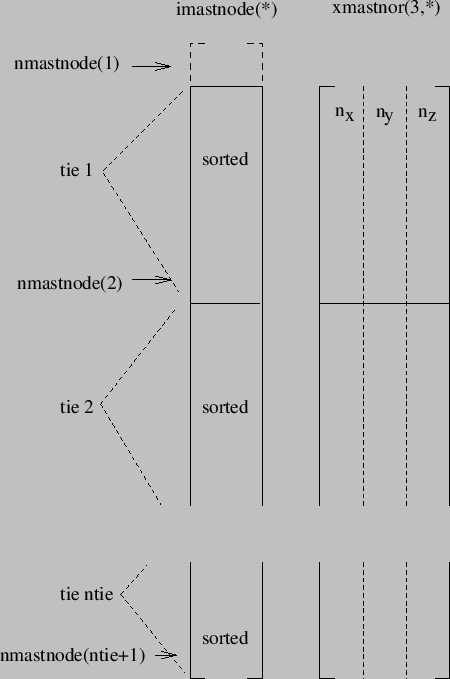 imastnode(*) xmastnor(3,*)
nmastnode(1)
n_x n_y n_z
tie 1 sorted
nmastnode(2)
tie 2 sorted
tie ntie
sorted
nmastnode(ntie+1)